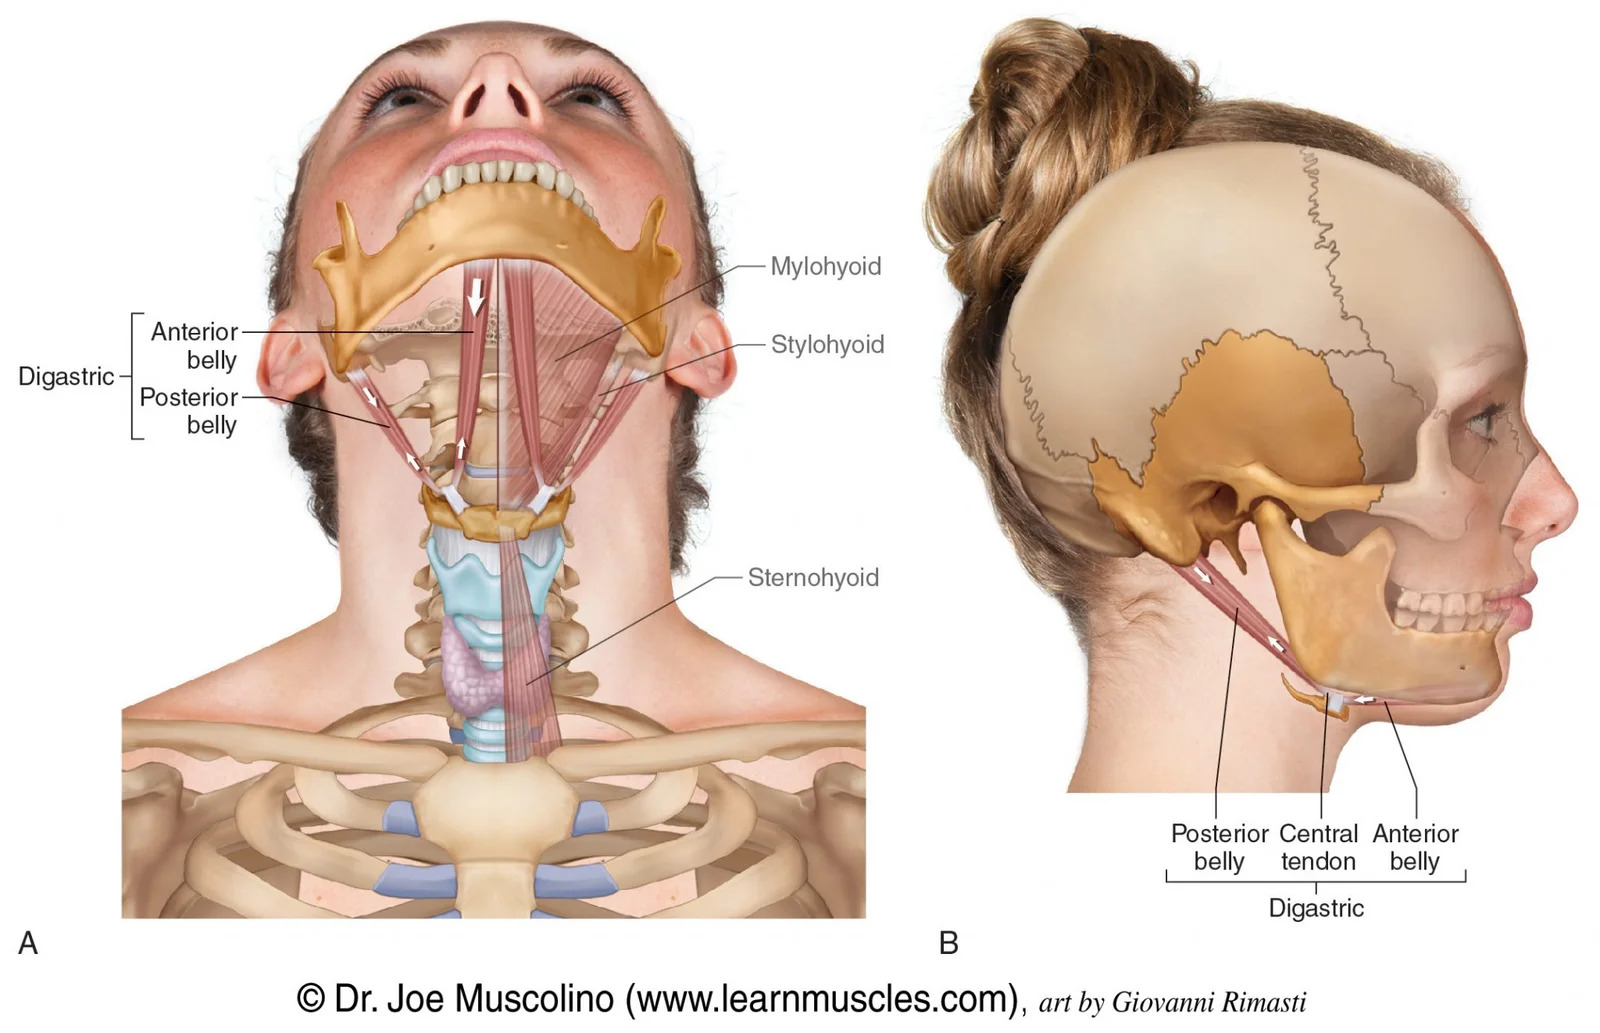 Mylohyoid
Anterior
belly
Stylohyoid
Digastric
Posterior
belly
Sternohyoid
Posterior
belly
Central
tendon
Anterior
belly
Digastric
A
B
© Dr. Joe Muscolino (www.learnmuscles.com), art by Giovanni Rimasti